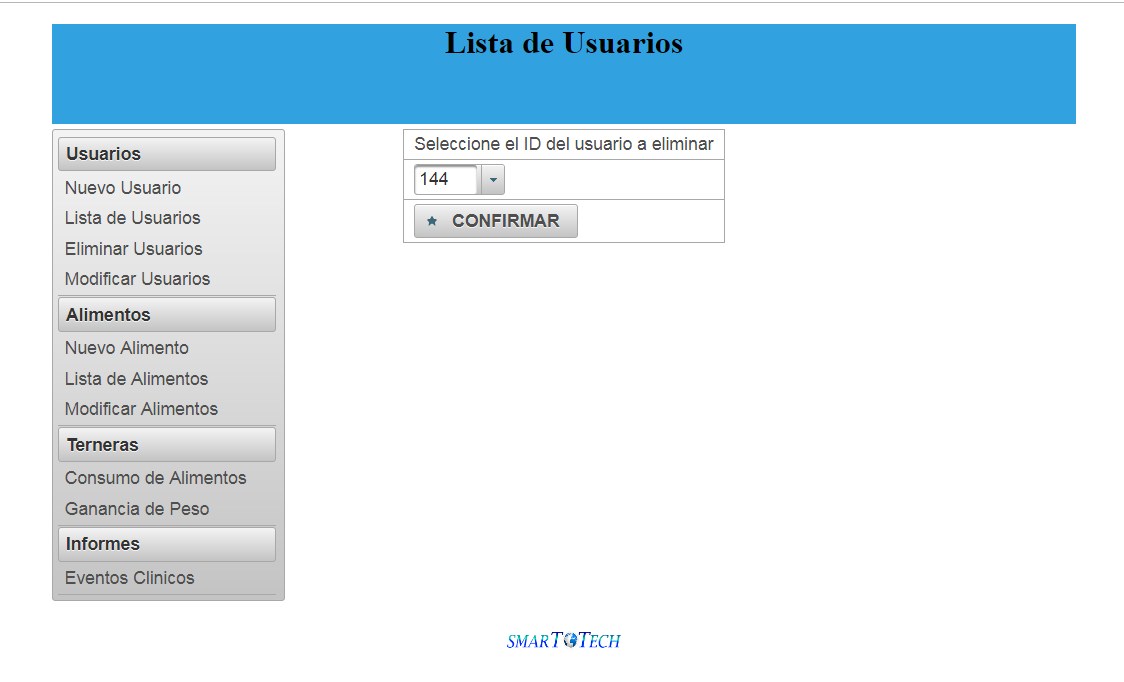 Lista de Usuarios
Usuarios
Nuevo Usuario
Lista de Usuarios
Eliminar Usuarios
Modificar Usuarios
Alimentos
Nuevo Alimento
Lista de Alimentos
Modificar Alimentos
Terneras
Consumo de Alimentos
Ganancia de Peso
Informes
Eventos Clinicos
Seleccione el ID del usuario a eliminar
144
CONFIRMAR
SMARTOTECH